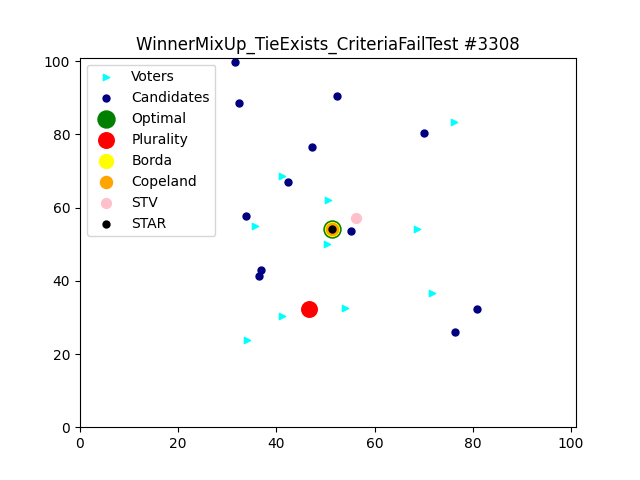 WinnerMixUp_TieExists_CriteriaFailTest #3308
Voters
Candidates
Optimal
Plurality
Borda
Copeland
STV
STAR
100
80
60
40
20
0
0 20 40 60 80 100